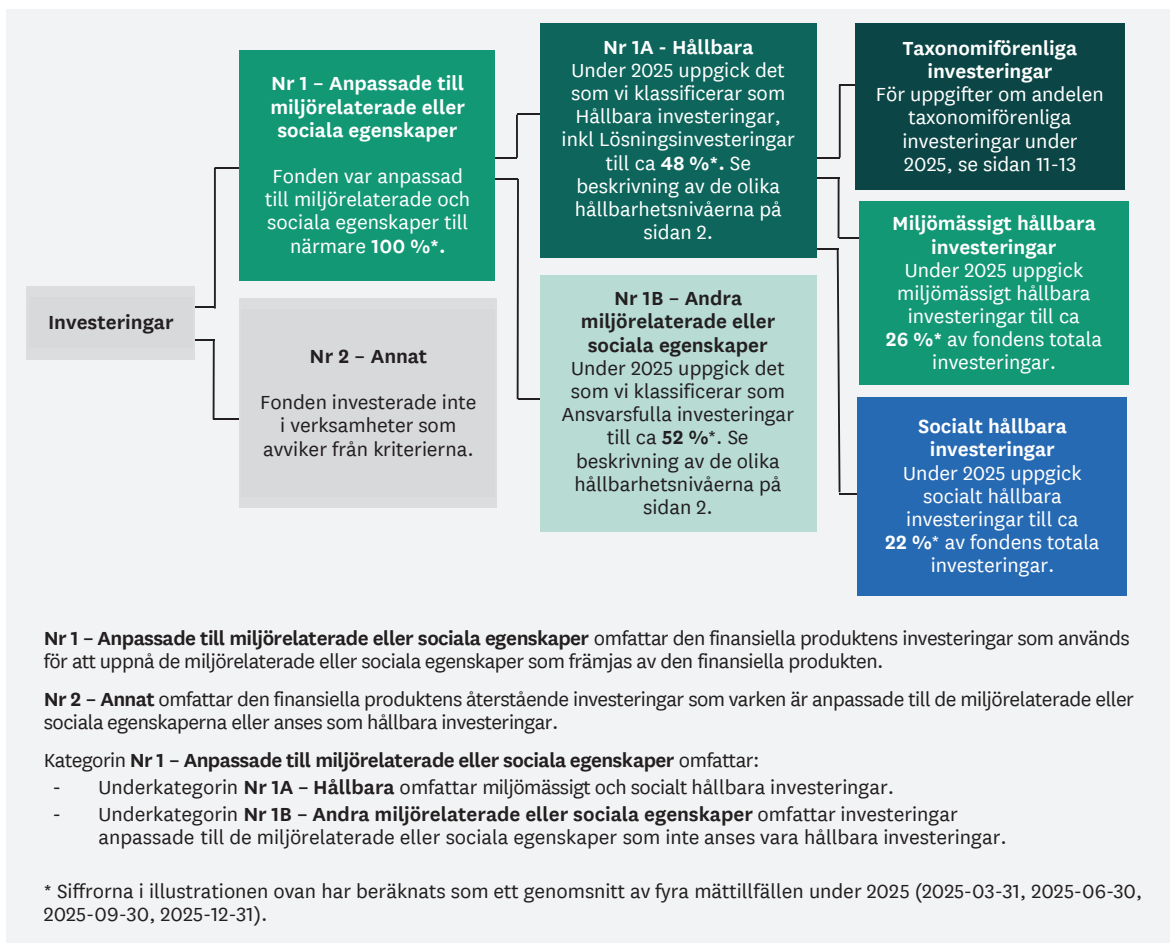 Investeringar
Nr 1 – Anpassade till
miljörelaterade eller
sociala egenskaper
Fonden var anpassad
till miljörelaterade och
sociala egenskaper till
närmare 100 %*.
Nr 2 – Annat
Fonden investerade inte
i verksamheter som
avviker från kriterierna.
Nr 1A - Hållbara
Under 2025 uppgick det
som vi klassificerar som
Hållbara investeringar,
inkl Lösningsinvesteringar
till ca 48 %*. Se
beskrivning av de olika
hållbarhetsnivåerna på
sidan 2.
Nr 1B – Andra
miljörelaterade eller
sociala egenskaper
Under 2025 uppgick det
som vi klassificerar som
Ansvarsfulla investeringar
till ca 52 %*. Se
beskrivning av de olika
hållbarhetsnivåerna på
sidan 2.
Taxonomiförenliga
investeringar
För uppgifter om andelen
taxonomiförenliga
investeringar under
2025, se sidan 11-13
Miljömässigt hållbara
investeringar
Under 2025 uppgick
miljömässigt hållbara
investeringar till ca
26 %* av fondens totala
investeringar.
Socialt hållbara
investeringar
Under 2025 uppgick
socialt hållbara
investeringar till ca
22 %* av fondens totala
investeringar.
Nr 1 – Anpassade till miljörelaterade eller sociala egenskaper omfattar den finansiella produktens investeringar som används
för att uppnå de miljörelaterade eller sociala egenskaper som främjas av den finansiella produkten.
Nr 2 – Annat omfattar den finansiella produktens återstående investeringar som varken är anpassade till de miljörelaterade eller
sociala egenskaperna eller anses som hållbara investeringar.
Kategorin Nr 1 – Anpassade till miljörelaterade eller sociala egenskaper omfattar:
- Underkategorin Nr 1A – Hållbara omfattar miljömässigt och socialt hållbara investeringar.
- Underkategorin Nr 1B – Andra miljörelaterade eller sociala egenskaper omfattar investeringar
anpassade till de miljörelaterade eller sociala egenskaper som inte anses vara hållbara investeringar.
* Siffrorna i illustrationen ovan har beräknats som ett genomsnitt av fyra mättillfällen under 2025 (2025-03-31, 2025-06-30,
2025-09-30, 2025-12-31).